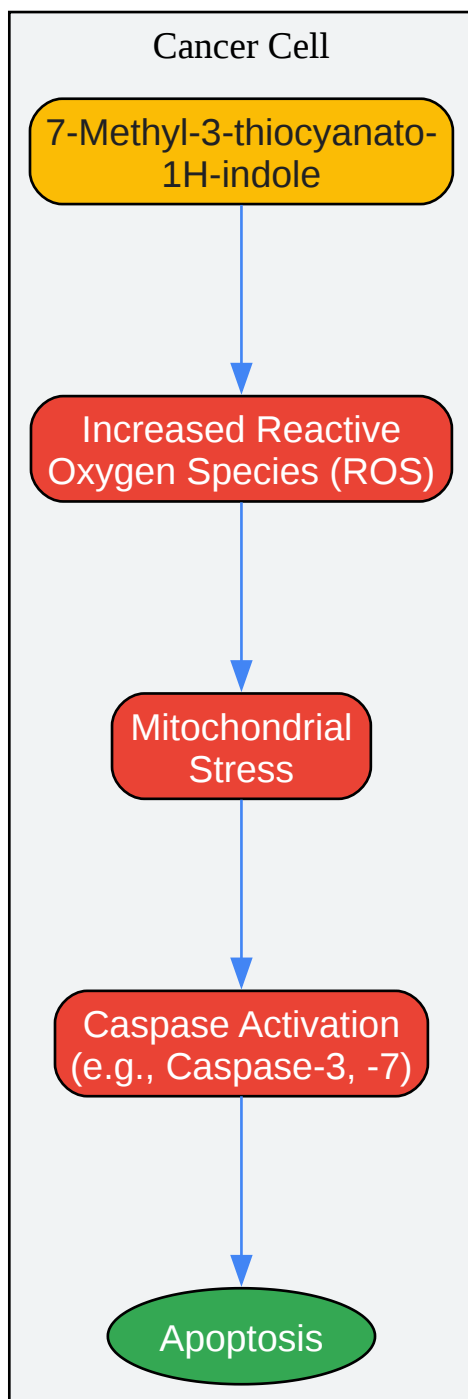 Cancer Cell
7-Methyl-3-thiocyanato-
1H-indole
Increased Reactive
Oxygen Species (ROS)
Mitochondrial
Stress
Caspase Activation
(e.g., Caspase-3, -7)
Apoptosis